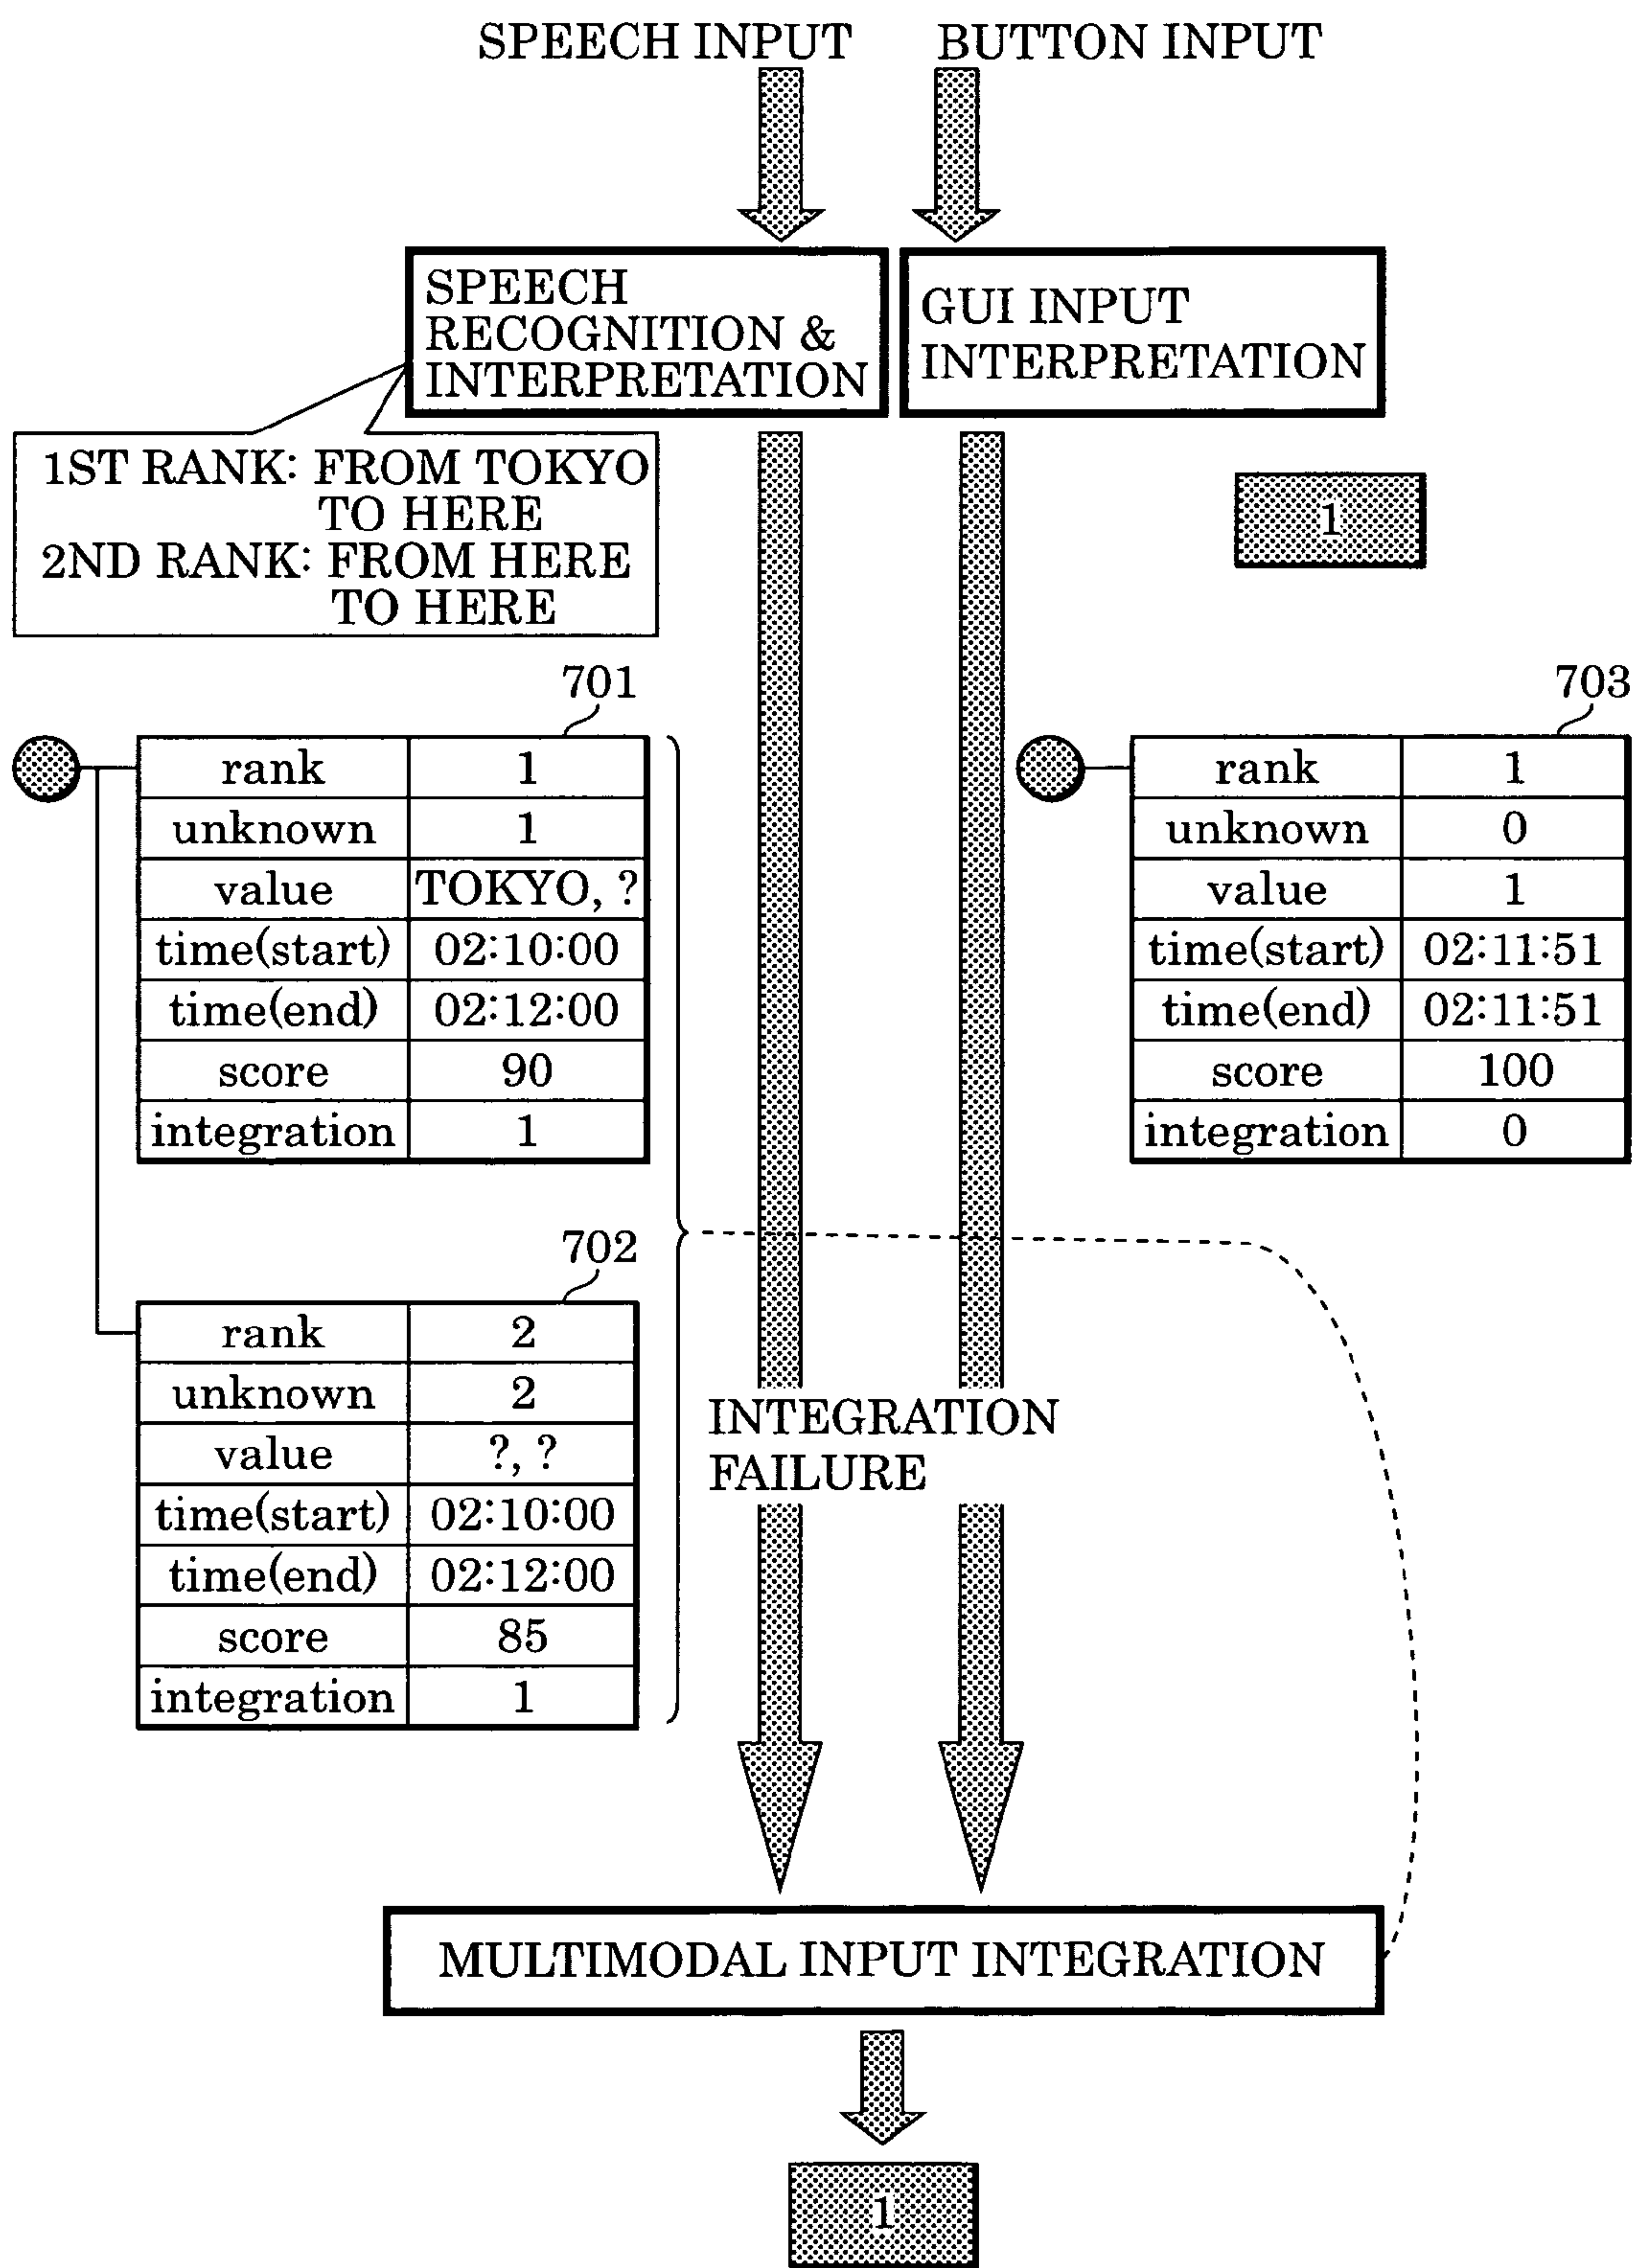 SPEECH INPUT
BUTTON INPUT
SPEECH
RECOGNITION &
INTERPRETATION
GUI INPUT
INTERPRETATION
1ST RANK: FROM TOKYO
TO HERE
2ND RANK: FROM HERE
TO HERE
1
701
rank 1
unknown 1
value TOKYO, ?
time(start) 02:10:00
time(end) 02:12:00
score 90
integration 1
703
rank 1
unknown 0
value 1
time(start) 02:11:51
time(end) 02:11:51
score 100
integration 0
702
rank 2
unknown 2
value ?, ?
time(start) 02:10:00
time(end) 02:12:00
score 85
integration 1
INTEGRATION
FAILURE
MULTIMODAL INPUT INTEGRATION
1